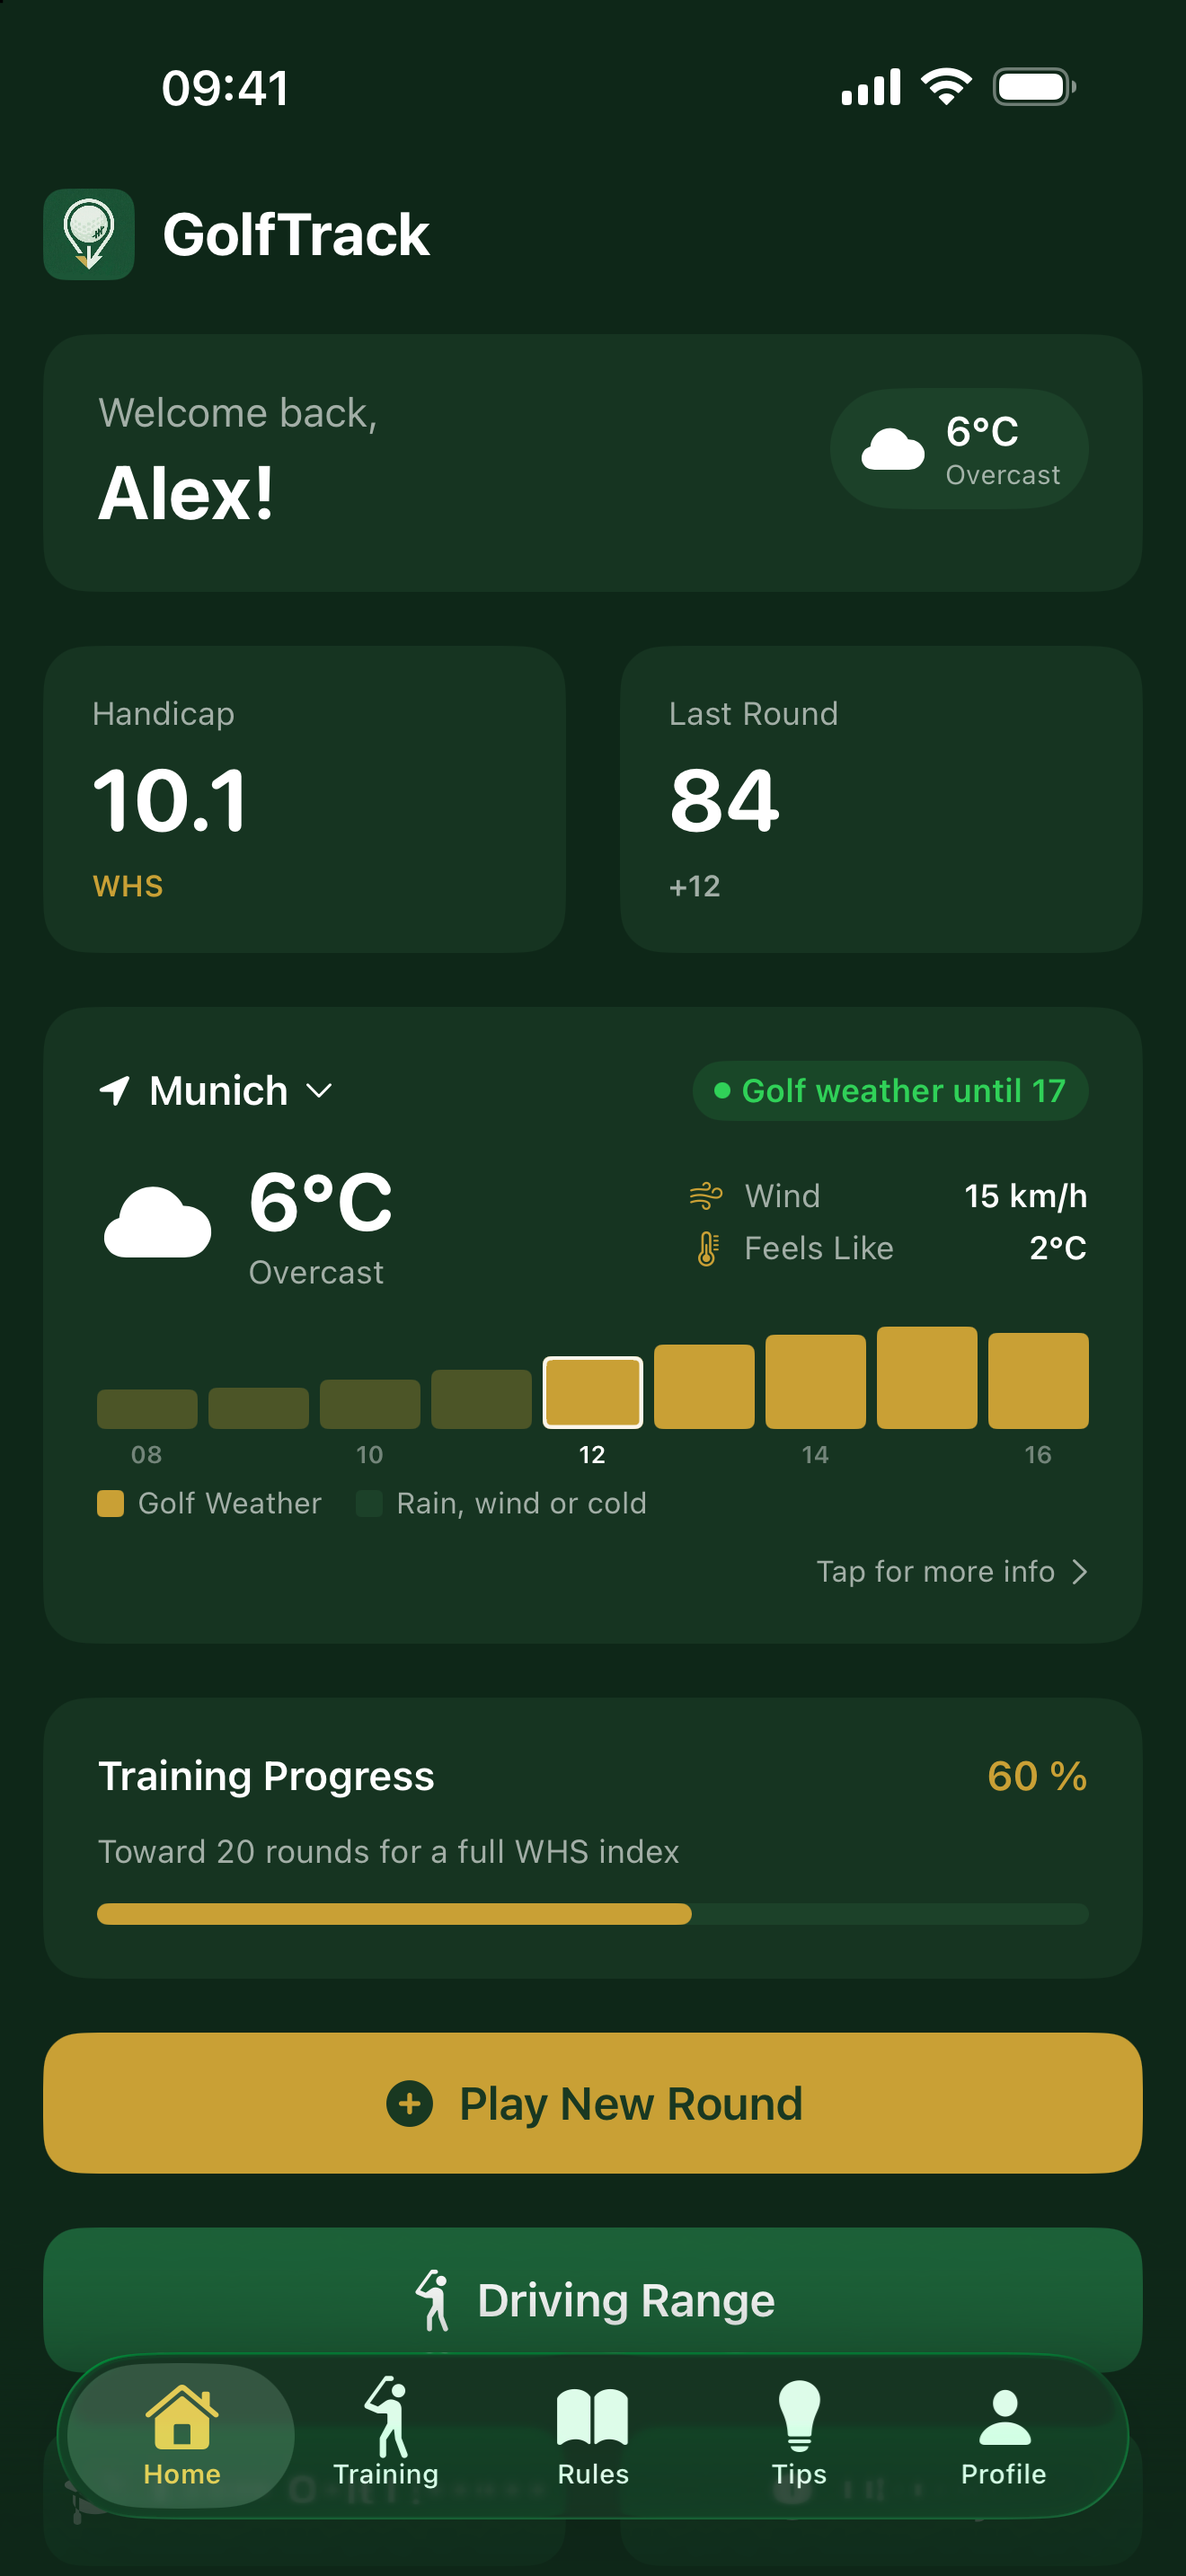 09:41
GolfTrack
Welcome back,
Alex!
6°C
Overcast
Handicap
10.1
WHS
Last Round
84
+12
Munich
Golf weather until 17
6°C
Overcast
Wind 15 km/h
Feels Like 2°C
08 10 12 14 16
Golf Weather Rain, wind or cold
Tap for more info
Training Progress 60 %
Toward 20 rounds for a full WHS index
Play New Round
Driving Range
Home Training Rules Tips Profile